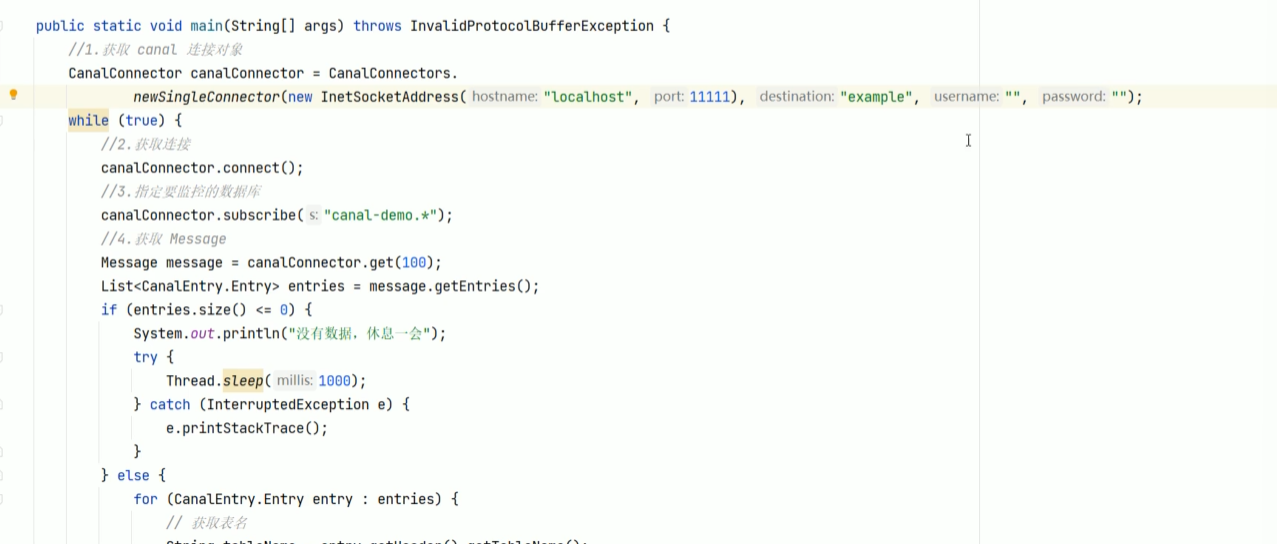 public static void main(String[] args) throws InvalidProtocolBufferException {
//1.获取 canal 连接对象
CanalConnector canalConnector = CanalConnectors.
newSingleConnector(new InetSocketAddress( hostname: "localhost", port: 11111), destination: "example", username: "", password: "");
while (true) {
//2.获取连接
canalConnector.connect();
//3.指定要监控的数据库
canalConnector.subscribe( s: "canal-demo.*");
//4.获取 Message
Message message = canalConnector.get(100);
List<CanalEntry.Entry> entries = message.getEntries();
if (entries.size() <= 0) {
System.out.println("没有数据，休息一会");
try {
Thread.sleep( millis: 1000);
} catch (InterruptedException e) {
e.printStackTrace();
}
} else {
for (CanalEntry.Entry entry : entries) {
// 获取表名
String tableName = entry.getHeader().getTableName();